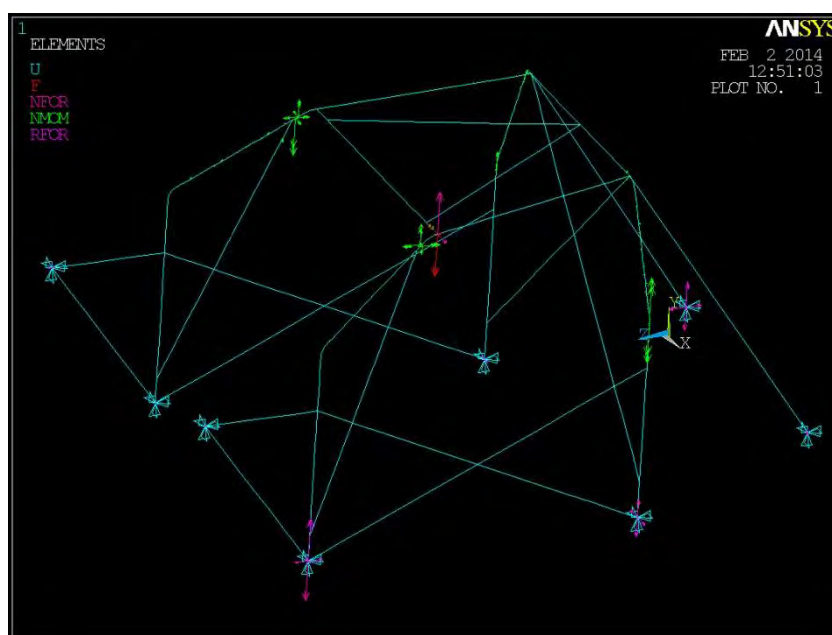 1
ELEMENTS
U
F
NFOR
NMOM
RFOR
ANSYS
FEB 2 2014
12:51:03
PLOT NO. 1
Y
Z
X